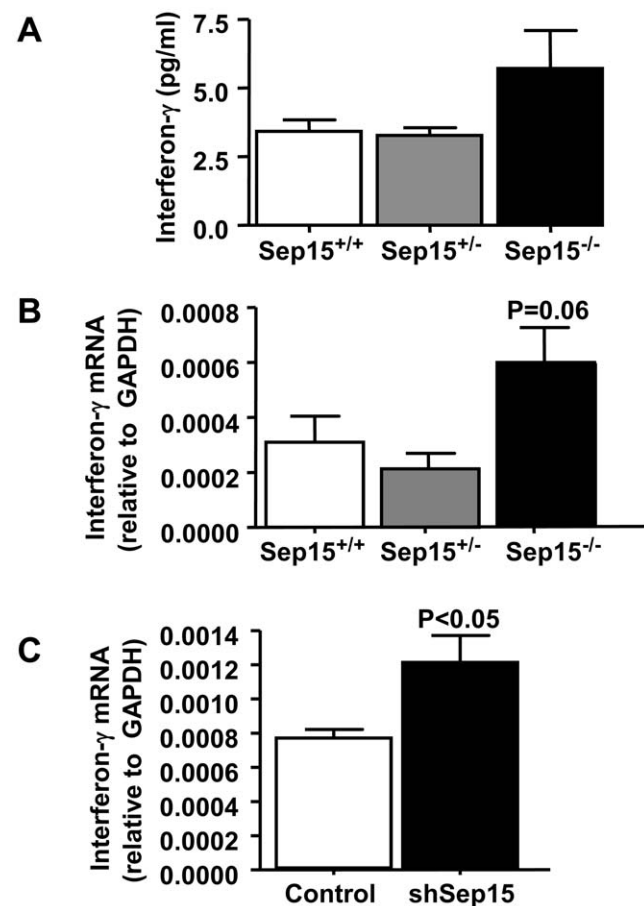 A
Interferon-γ (pg/ml)
7.5
5.0
2.5
0.0
Sep15+/+ Sep15+/- Sep15-/-
B
Interferon-γ mRNA
(relative to GAPDH)
0.0008
0.0006
0.0004
0.0002
0.0000
P=0.06
Sep15+/+ Sep15+/- Sep15-/-
C
Interferon-γ mRNA
(relative to GAPDH)
0.0014
0.0012
0.0010
0.0008
0.0006
0.0004
0.0002
0.0000
P<0.05
Control shSep15